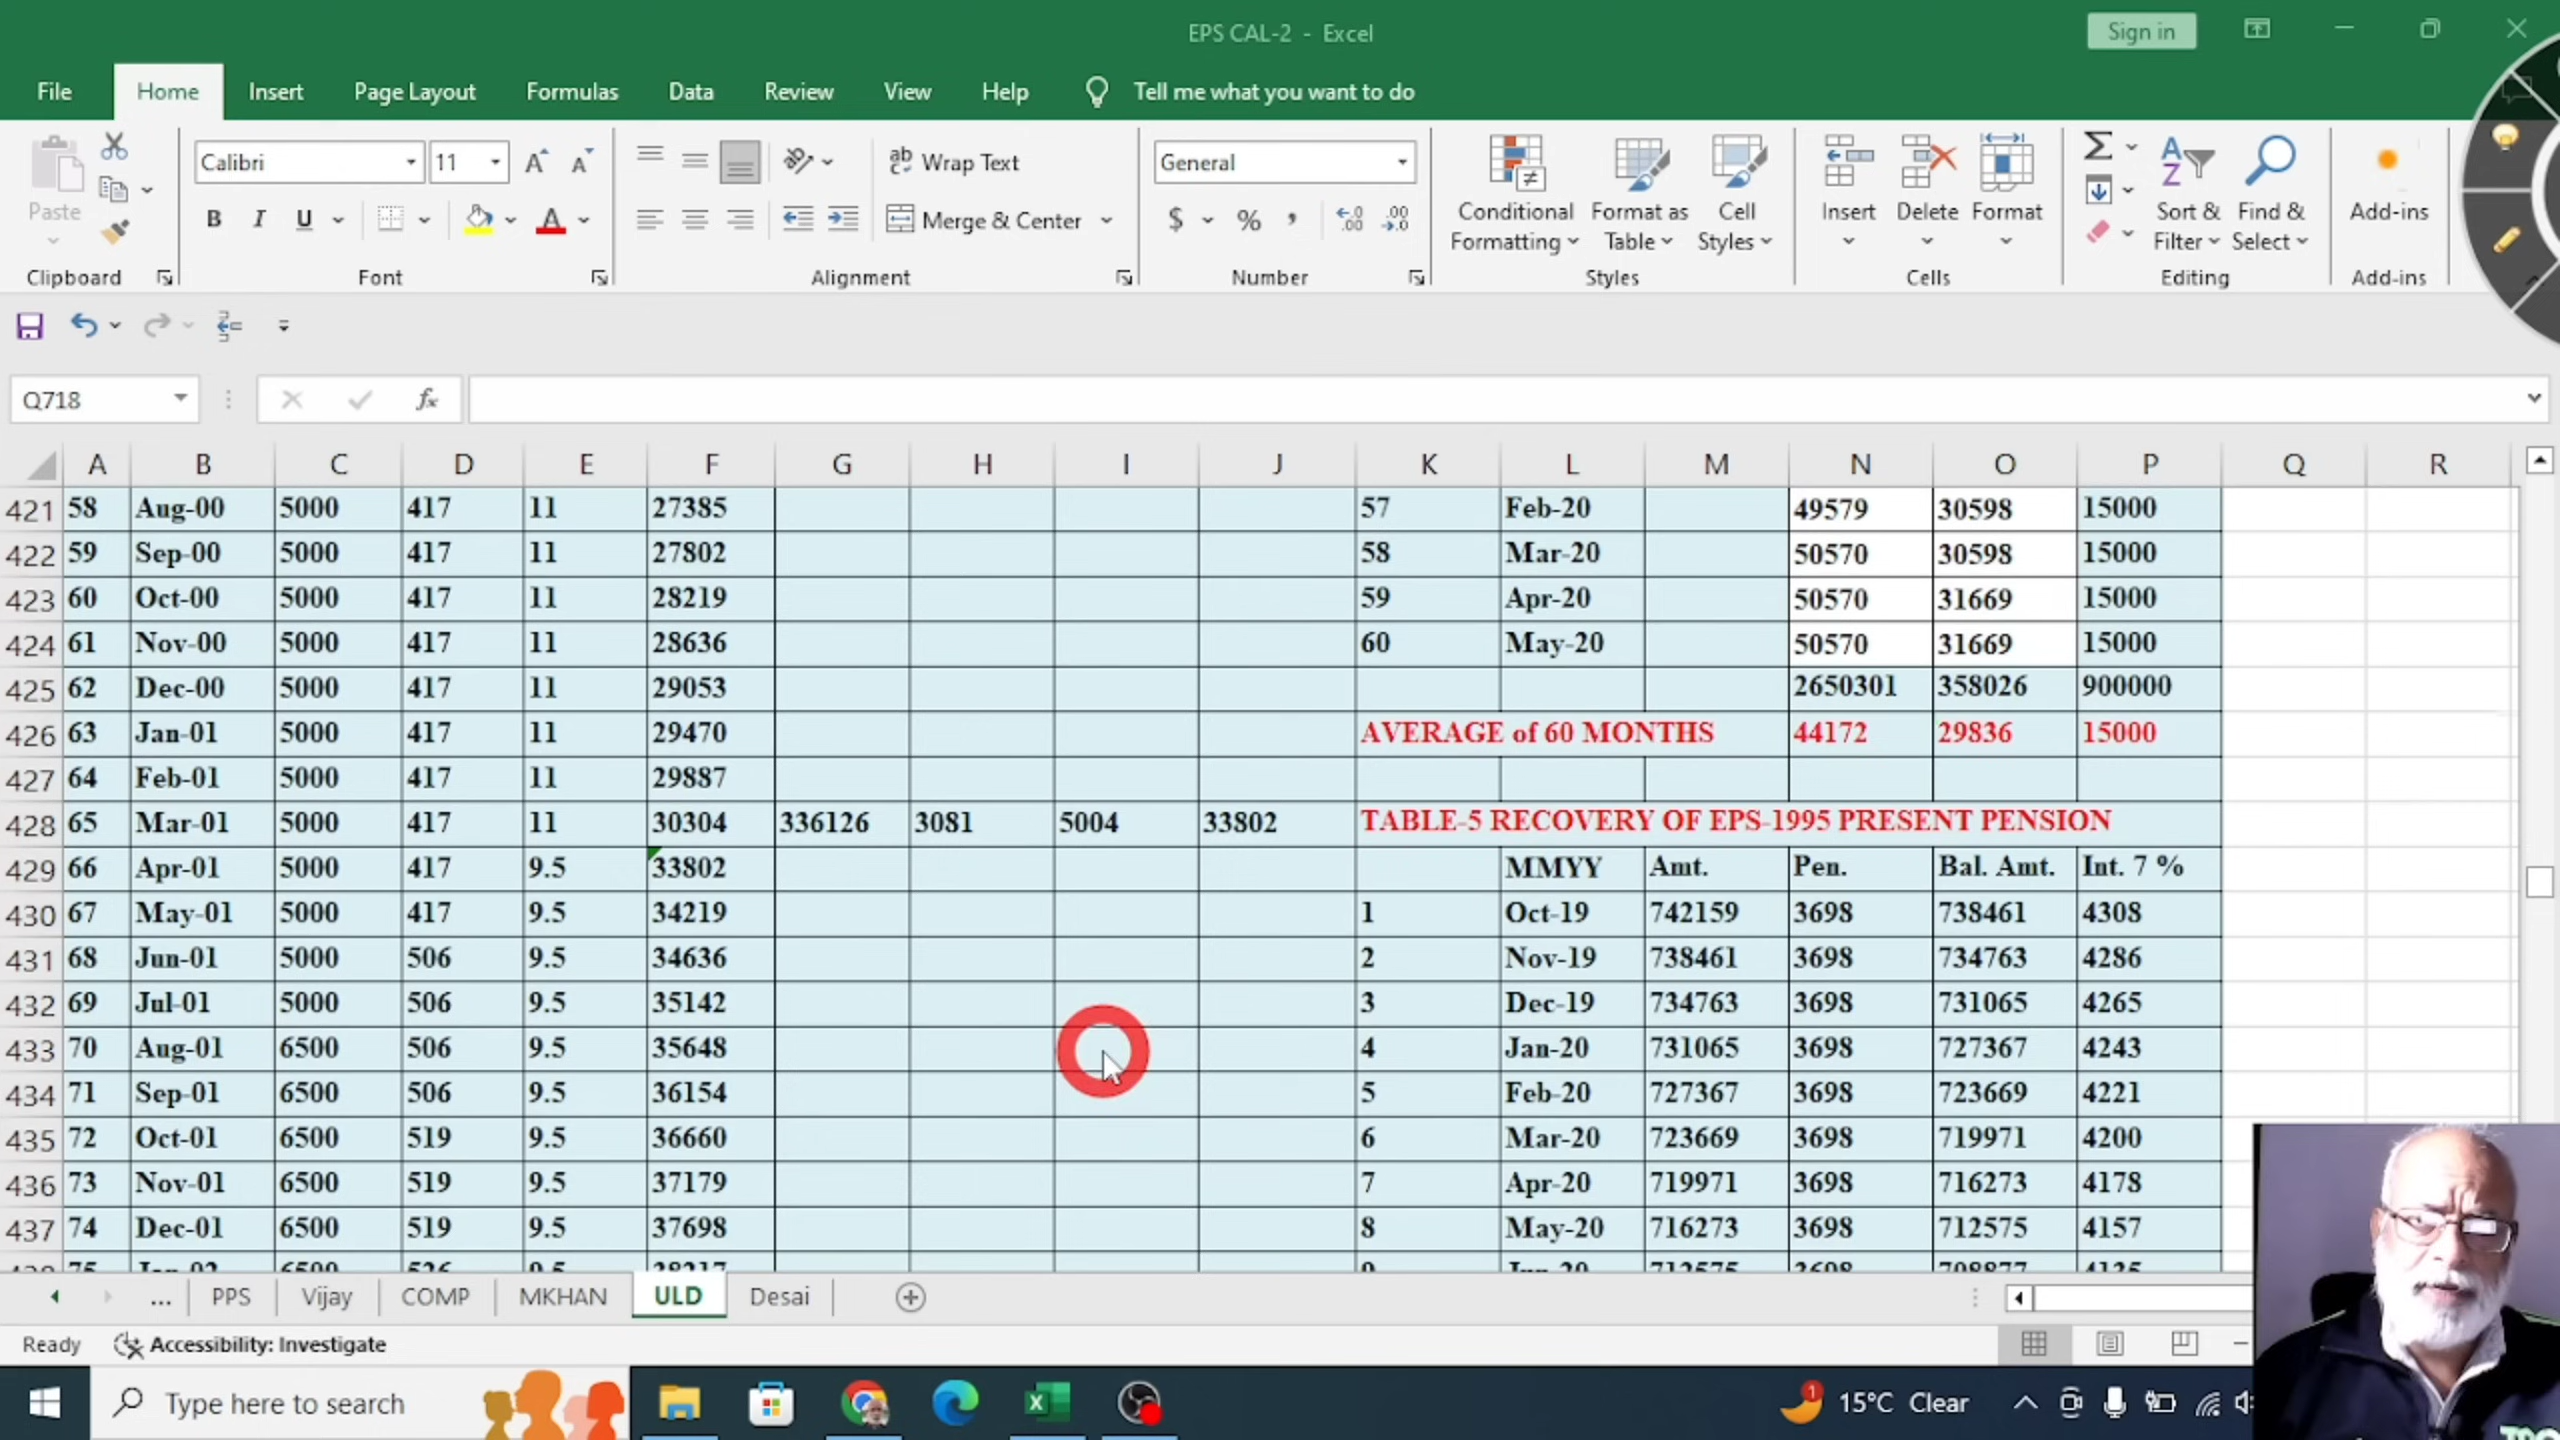 EPS CAL-2 - Excel
Sign in
File Home Insert Page Layout Formulas Data Review View Help Tell me what you want to do
Paste
Calibri 11
Wrap Text
General
Merge & Center
Conditional Formatting
Format as Table
Cell Styles
Insert
Delete
Format
Sort & Filter
Find & Select
Add-ins
Clipboard Font Alignment Number Styles Cells Editing Add-ins
Q718
fx
A B C D E F G H I J K L M N O P Q R
421 58 Aug-00 5000 417 11 27385 57 Feb-20 49579 30598 15000
422 59 Sep-00 5000 417 11 27802 58 Mar-20 50570 30598 15000
423 60 Oct-00 5000 417 11 28219 59 Apr-20 50570 31669 15000
424 61 Nov-00 5000 417 11 28636 60 May-20 50570 31669 15000
425 62 Dec-00 5000 417 11 29053 2650301 358026 900000
426 63 Jan-01 5000 417 11 29470 AVERAGE of 60 MONTHS 44172 29836 15000
427 64 Feb-01 5000 417 11 29887
428 65 Mar-01 5000 417 11 30304 336126 3081 5004 33802 TABLE-5 RECOVERY OF EPS-1995 PRESENT PENSION
429 66 Apr-01 5000 417 9.5 33802 MMYY Amt. Pen. Bal. Amt. Int. 7 %
430 67 May-01 5000 417 9.5 34219 1 Oct-19 742159 3698 738461 4308
431 68 Jun-01 5000 506 9.5 34636 2 Nov-19 738461 3698 734763 4286
432 69 Jul-01 5000 506 9.5 35142 3 Dec-19 734763 3698 731065 4265
433 70 Aug-01 6500 506 9.5 35648 4 Jan-20 731065 3698 727367 4243
434 71 Sep-01 6500 506 9.5 36154 5 Feb-20 727367 3698 723669 4221
435 72 Oct-01 6500 519 9.5 36660 6 Mar-20 723669 3698 719971 4200
436 73 Nov-01 6500 519 9.5 37179 7 Apr-20 719971 3698 716273 4178
437 74 Dec-01 6500 519 9.5 37698 8 May-20 716273 3698 712575 4157
... PPS Vijay COMP MKHAN ULD Desai
Ready Accessibility: Investigate
Type here to search
1
15°C Clear